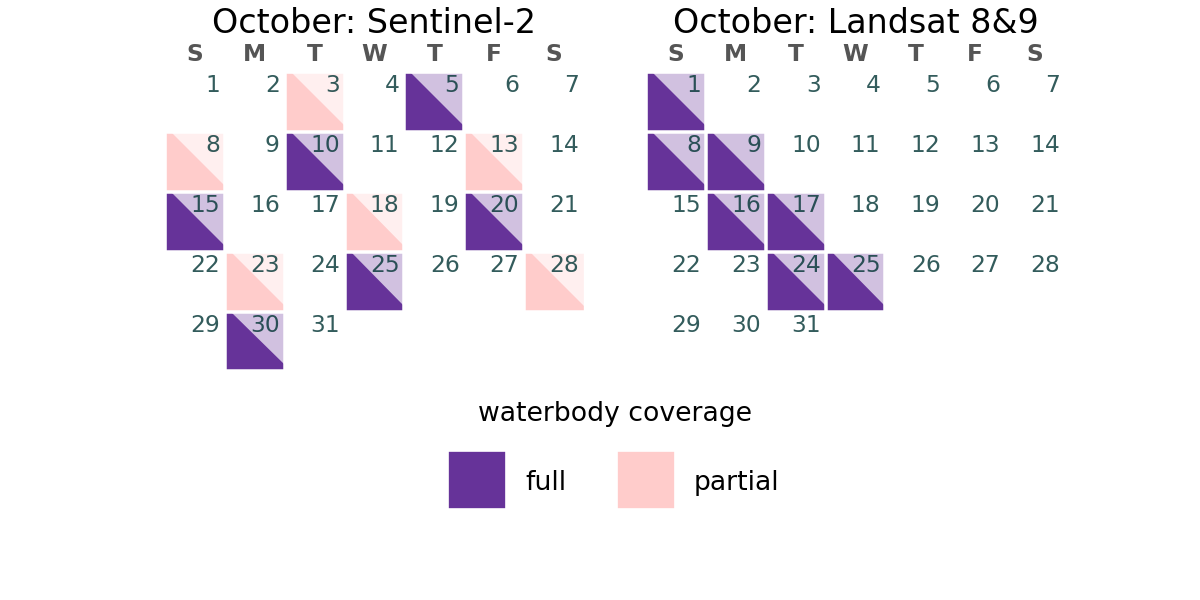 October: Sentinel-2
S M T W T F S
1 2 3 4 5 6 7
8 9 10 11 12 13 14
15 16 17 18 19 20 21
22 23 24 25 26 27 28
29 30 31
October: Landsat 8&9
S M T W T F S
1 2 3 4 5 6 7
8 9 10 11 12 13 14
15 16 17 18 19 20 21
22 23 24 25 26 27 28
29 30 31
waterbody coverage
full partial